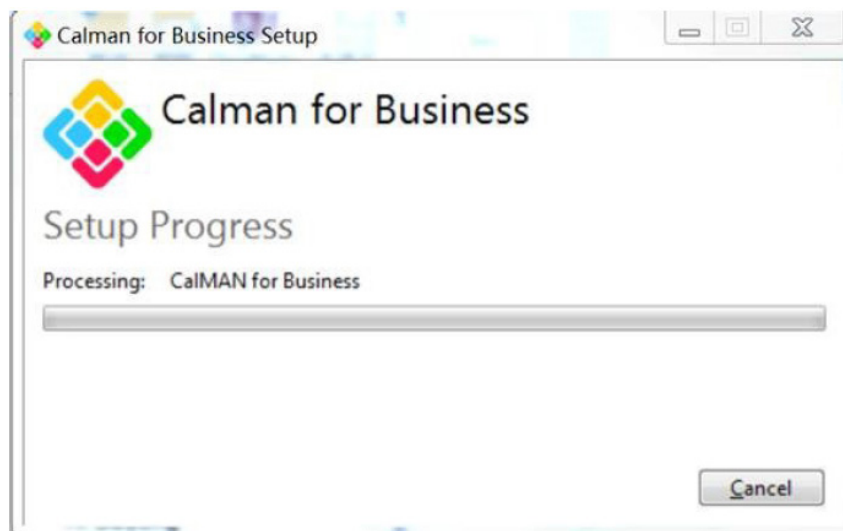 Calman for Business Setup
Calman for Business
Setup Progress
Processing: CalMAN for Business
Cancel